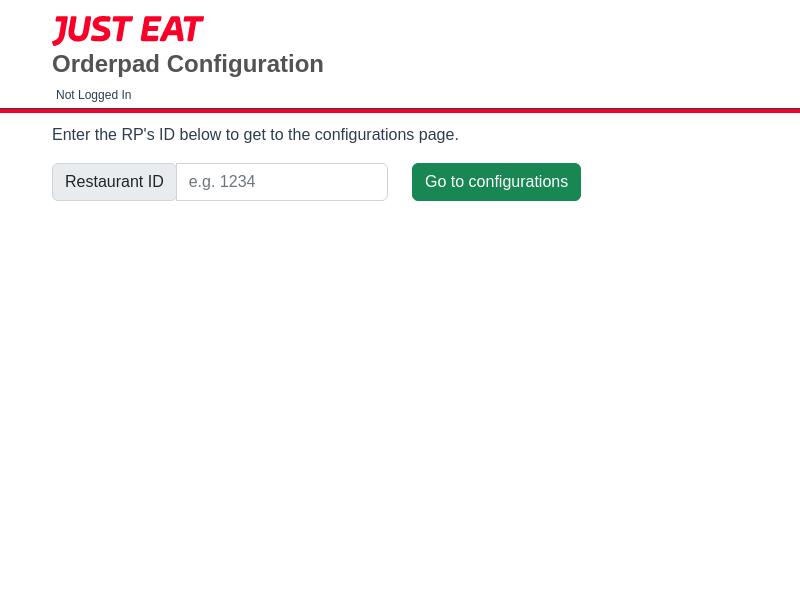 JUST EAT
Orderpad Configuration
Not Logged In
Enter the RP's ID below to get to the configurations page.
Restaurant ID e.g. 1234 Go to configurations